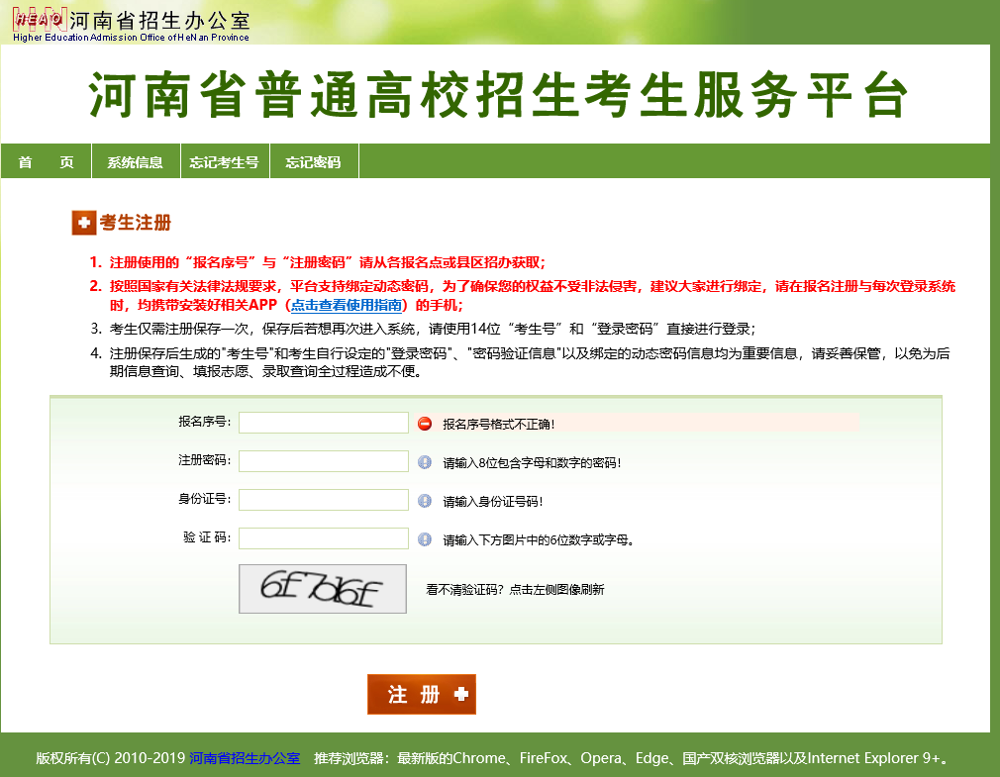 HEAO 河南省招生办公室
Higher Education Admission Office of HeNan Province
河南省普通高校招生考生服务平台
首 页 系统信息 忘记考生号 忘记密码
考生注册
1. 注册使用的“报名序号”与“注册密码”请从各报名点或县区招办获取；
2. 按照国家有关法律法规要求，平台支持绑定动态密码，为了确保您的权益不受非法侵害，建议大家进行绑定，请在报名注册与每次登录系统
时，均携带安装好相关APP（点击查看使用指南）的手机；
3. 考生仅需注册保存一次，保存后若想再次进入系统，请使用14位“考生号”和“登录密码”直接进行登录；
4. 注册保存后生成的"考生号"和考生自行设定的"登录密码"、"密码验证信息"以及绑定的动态密码信息均为重要信息，请妥善保管，以免为后
期信息查询、填报志愿、录取查询全过程造成不便。
报名序号： 报名序号格式不正确！
注册密码： 请输入8位包含字母和数字的密码！
身份证号： 请输入身份证号码！
验 证 码： 请输入下方图片中的6位数字或字母。
看不清验证码？点击左侧图像刷新
注 册
版权所有(C) 2010-2019 河南省招生办公室 推荐浏览器：最新版的Chrome、FireFox、Opera、Edge、国产双核浏览器以及Internet Explorer 9+。